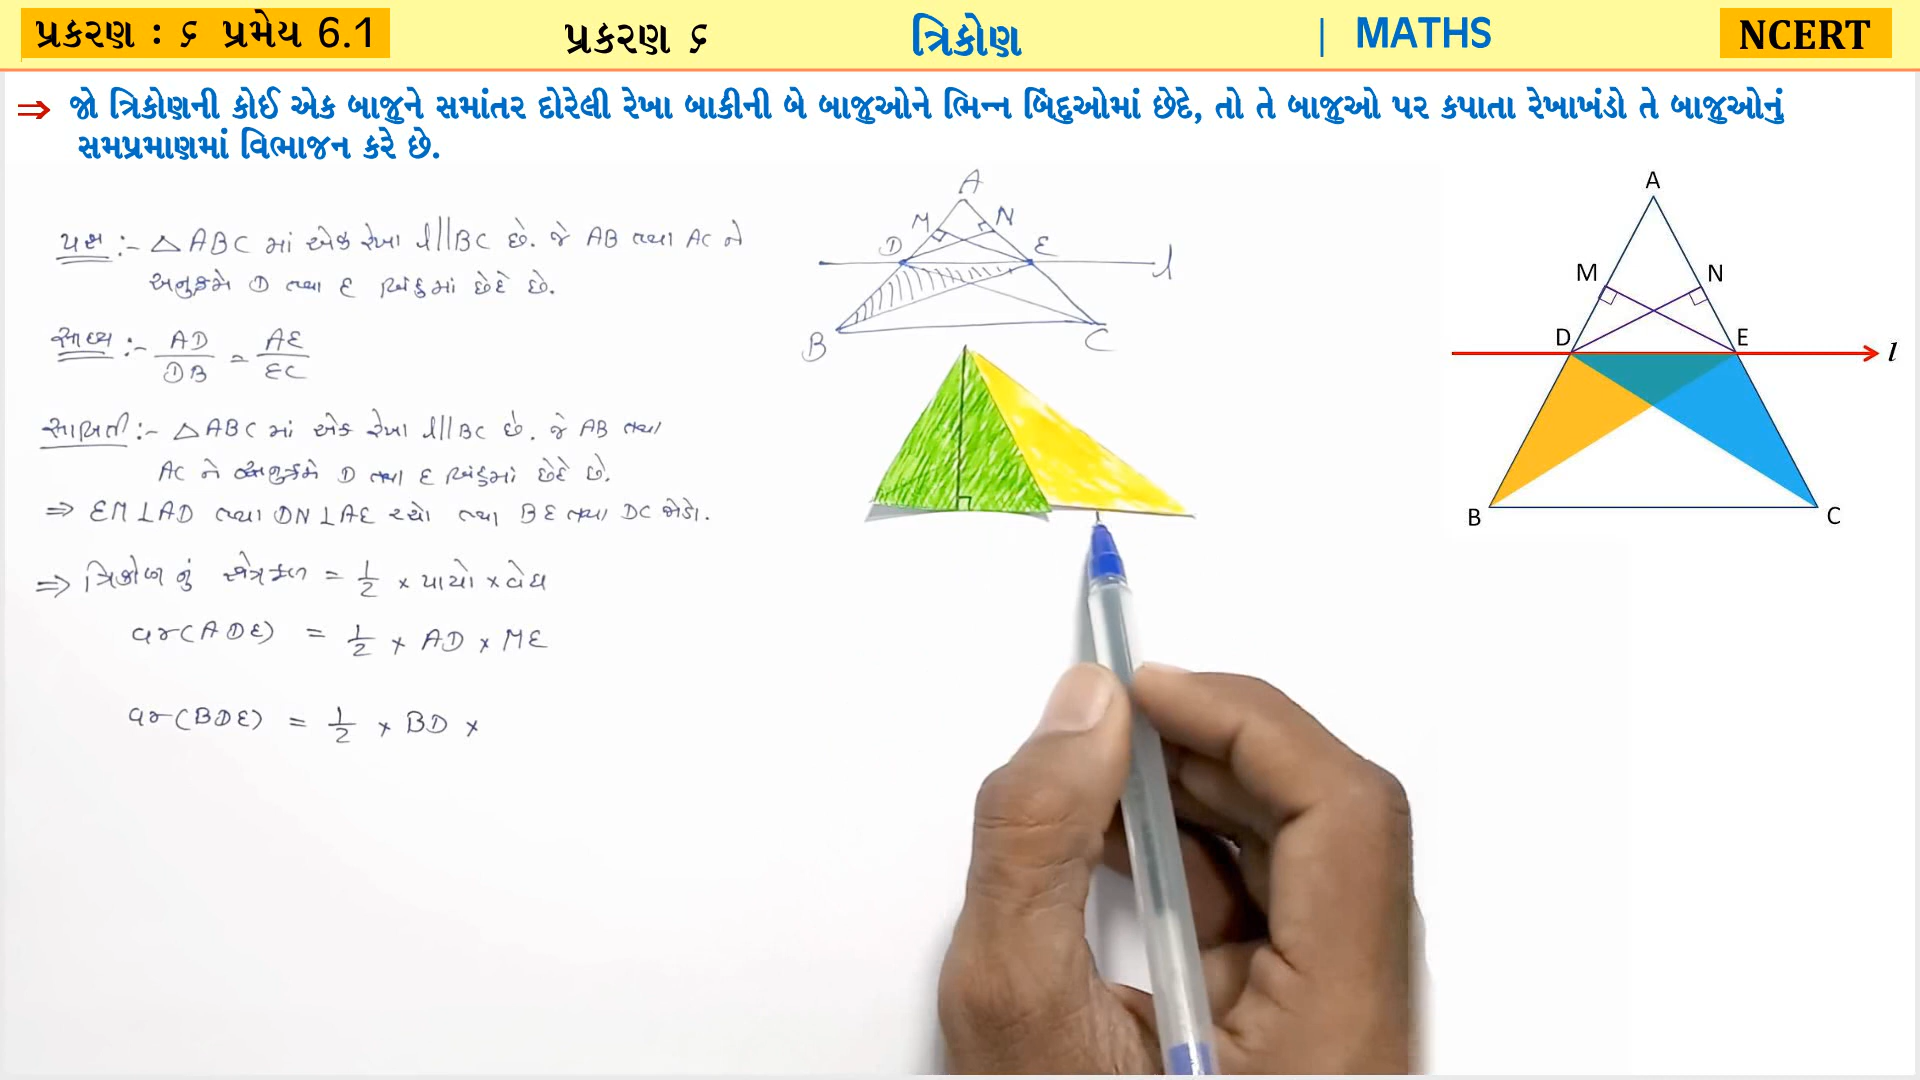 પ્રકરણ : ૬ પ્રમેય 6.1
પ્રકરણ ૬
ત્રિકોણ
| MATHS
NCERT
⇒ જો ત્રિકોણની કોઈ એક બાજુને સમાંતર દોરેલી રેખા બાકીની બે બાજુઓને ભિન્ન બિંદુઓમાં છેદે, તો તે બાજુઓ પર કપાતા રેખાખંડો તે બાજુઓનું
સમપ્રમાણમાં વિભાજન કરે છે.
પક્ષ :- △ABC માં એક રેખા l||BC છે. જે AB તથા AC ને
અનુક્રમે D તથા E બિંદુમાં છેદે છે.
સાધ્ય :- AD/DB = AE/EC
સાબિતી :- △ABC માં એક રેખા l||BC છે. જે AB તથા
AC ને અનુક્રમે D તથા E બિંદુમાં છેદે છે.
⇒ EM⊥AD તથા DN⊥AE રચો તથા BE તથા DC જોડો.
⇒ ત્રિકોણ નું ક્ષેત્રફળ = 1/2 × પાયો × વેધ
ar(ADE) = 1/2 × AD × ME
ar(BDE) = 1/2 × BD ×
A
M N
D E
l
B C
A
M N
D E
l
B C